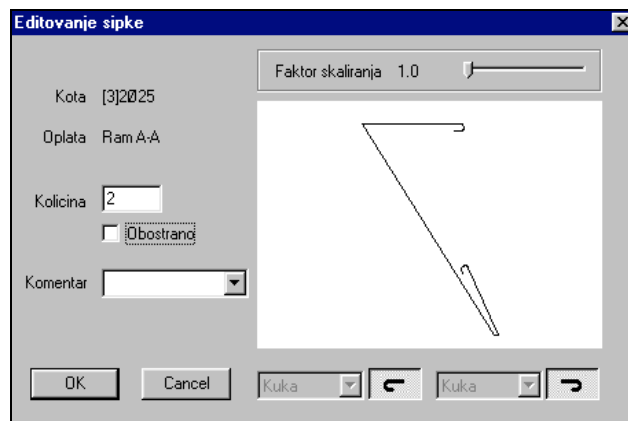 Editovanje sipke
Faktor skaliranja 1.0
Kota [3]2Ø25
Oplata Ram A-A
Kolicina 2
Obostrano
Komentar
OK Cancel Kuka Kuka